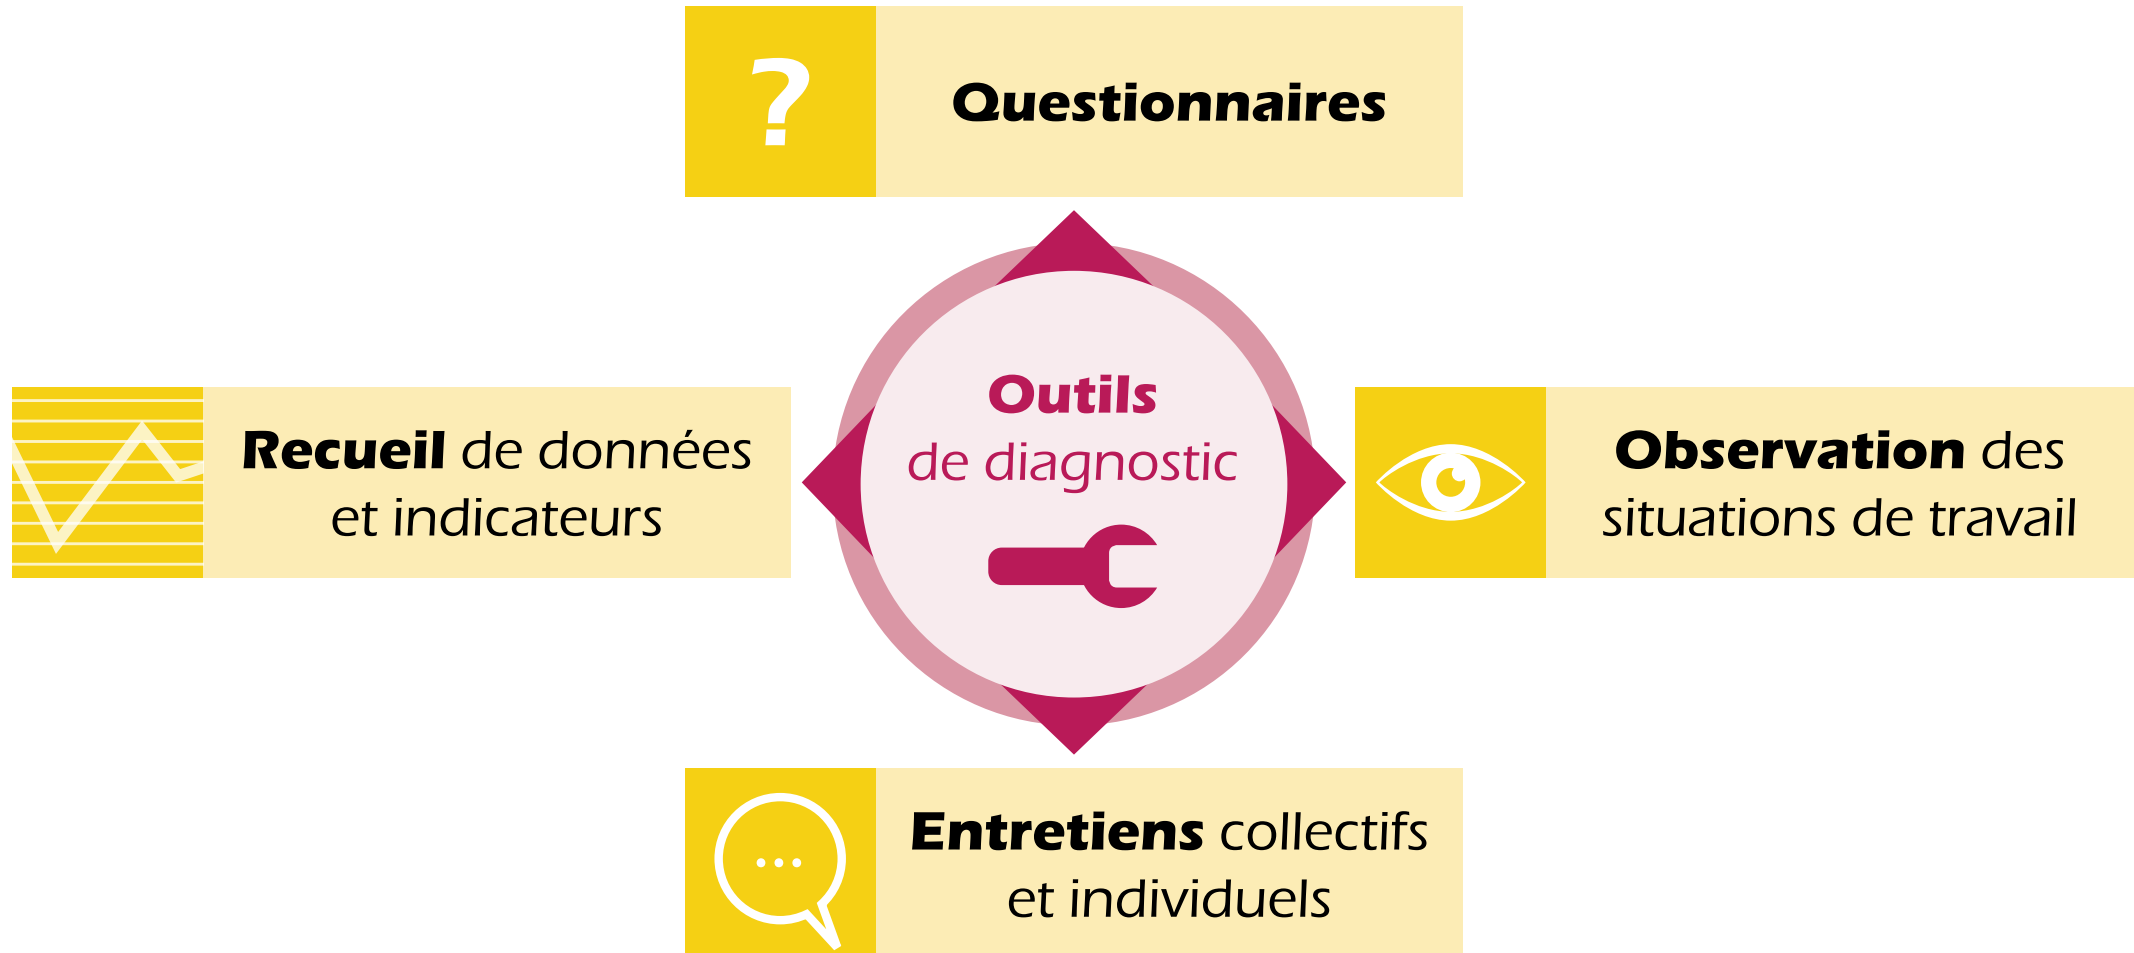 ?
Questionnaires
Outils
de diagnostic
Recueil de données
et indicateurs
Observation des
situations de travail
Entretiens collectifs
et individuels